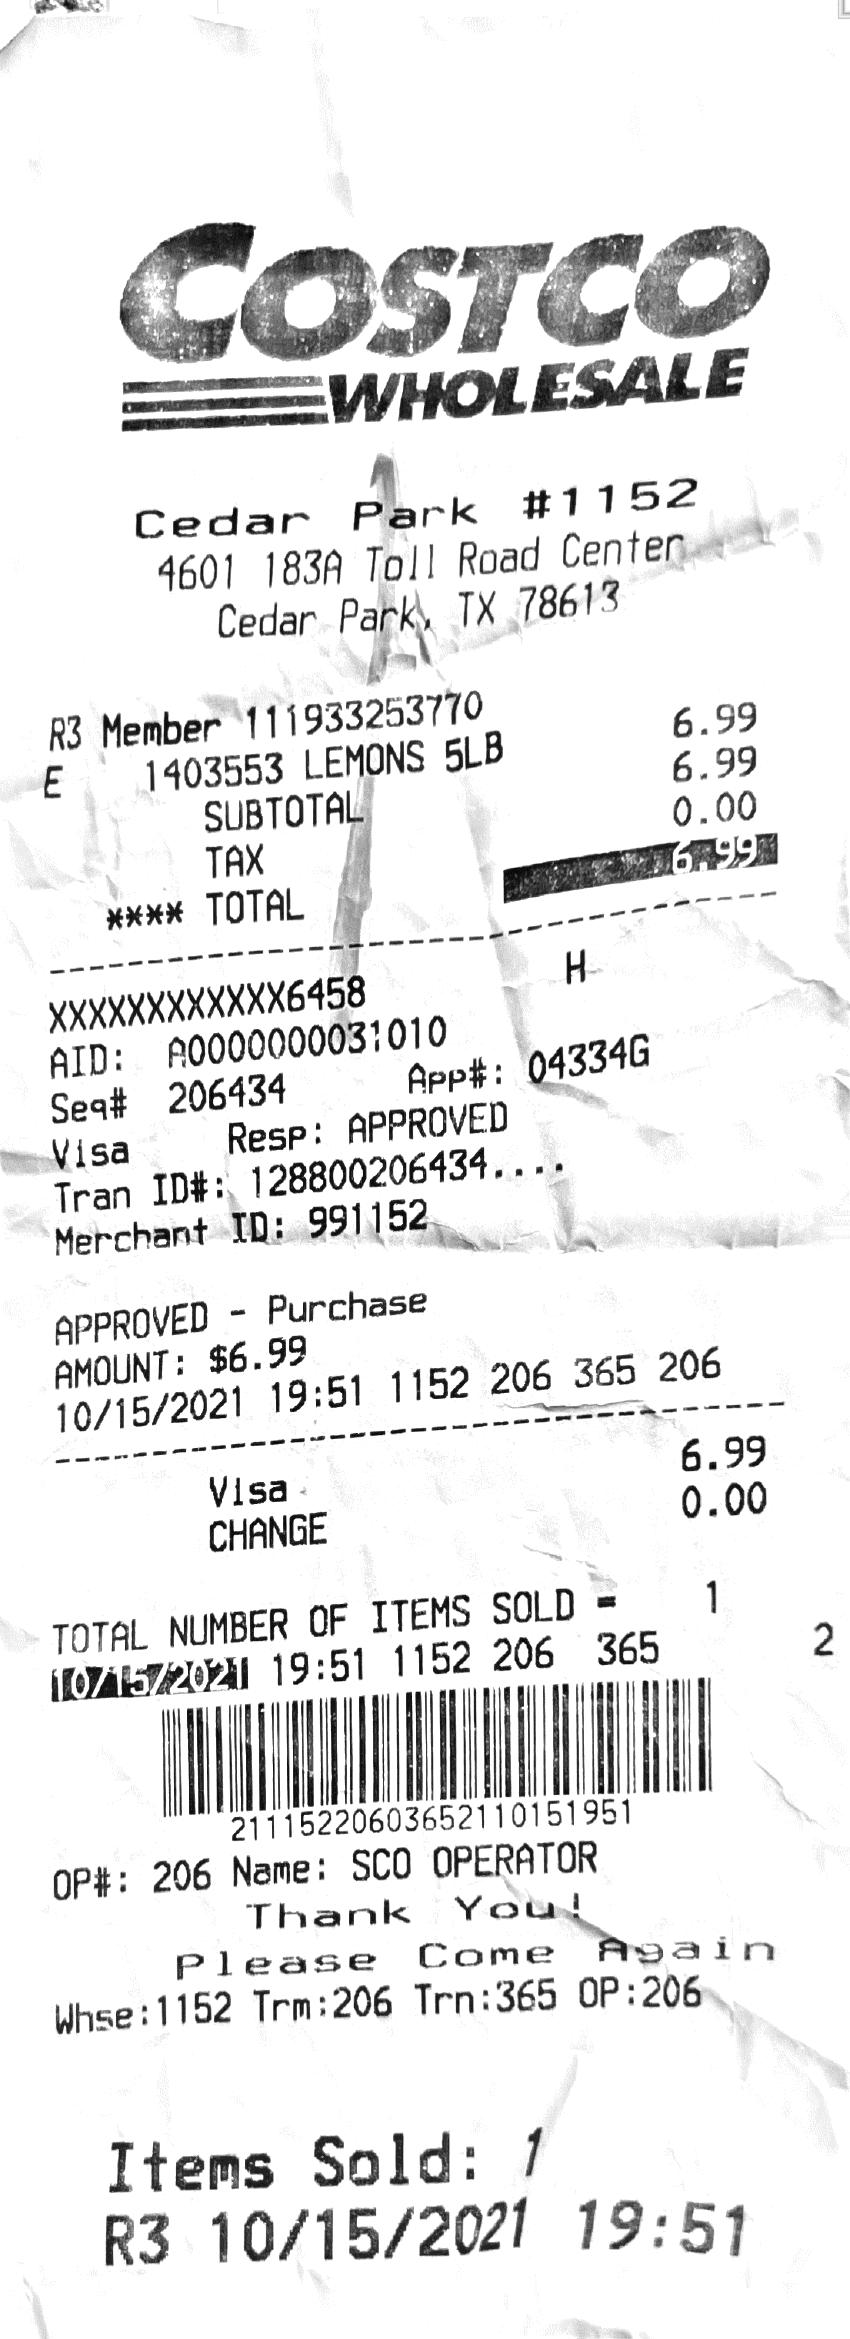 COSTCO
WHOLESALE
Cedar Park #1152
4601 183A Toll Road Center
Cedar Park, TX 78613
R3 Member 111933253770
E 1403553 LEMONS 5LB 6.99
SUBTOTAL 6.99
TAX 0.00
**** TOTAL 6.99
XXXXXXXXXXXX6458 H
AID: A0000000031010
Seq# 206434 App#: 04334G
Visa Resp: APPROVED
Tran ID#: 128800206434....
Merchant ID: 991152
APPROVED - Purchase
AMOUNT: $6.99
10/15/2021 19:51 1152 206 365 206
Visa 6.99
CHANGE 0.00
TOTAL NUMBER OF ITEMS SOLD = 1
10/15/2021 19:51 1152 206 365 2
21115220603652110151951
OP#: 206 Name: SCO OPERATOR
Thank You!
Please Come Again
Whse:1152 Trm:206 Trn:365 OP:206
Items Sold: 1
R3 10/15/2021 19:51